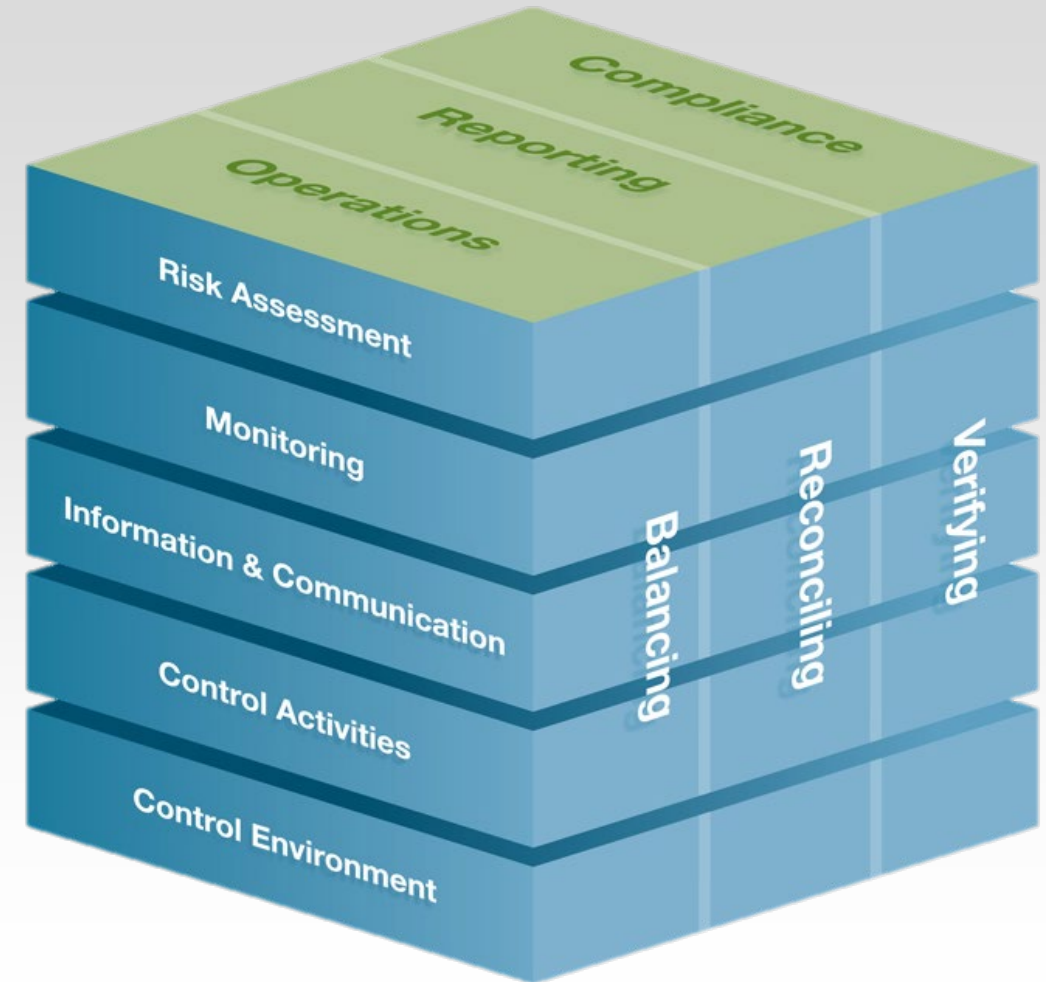 Compliance
Reporting
Operations
Risk Assessment
Monitoring
Information & Communication
Control Activities
Control Environment
Balancing
Reconciling
Verifying